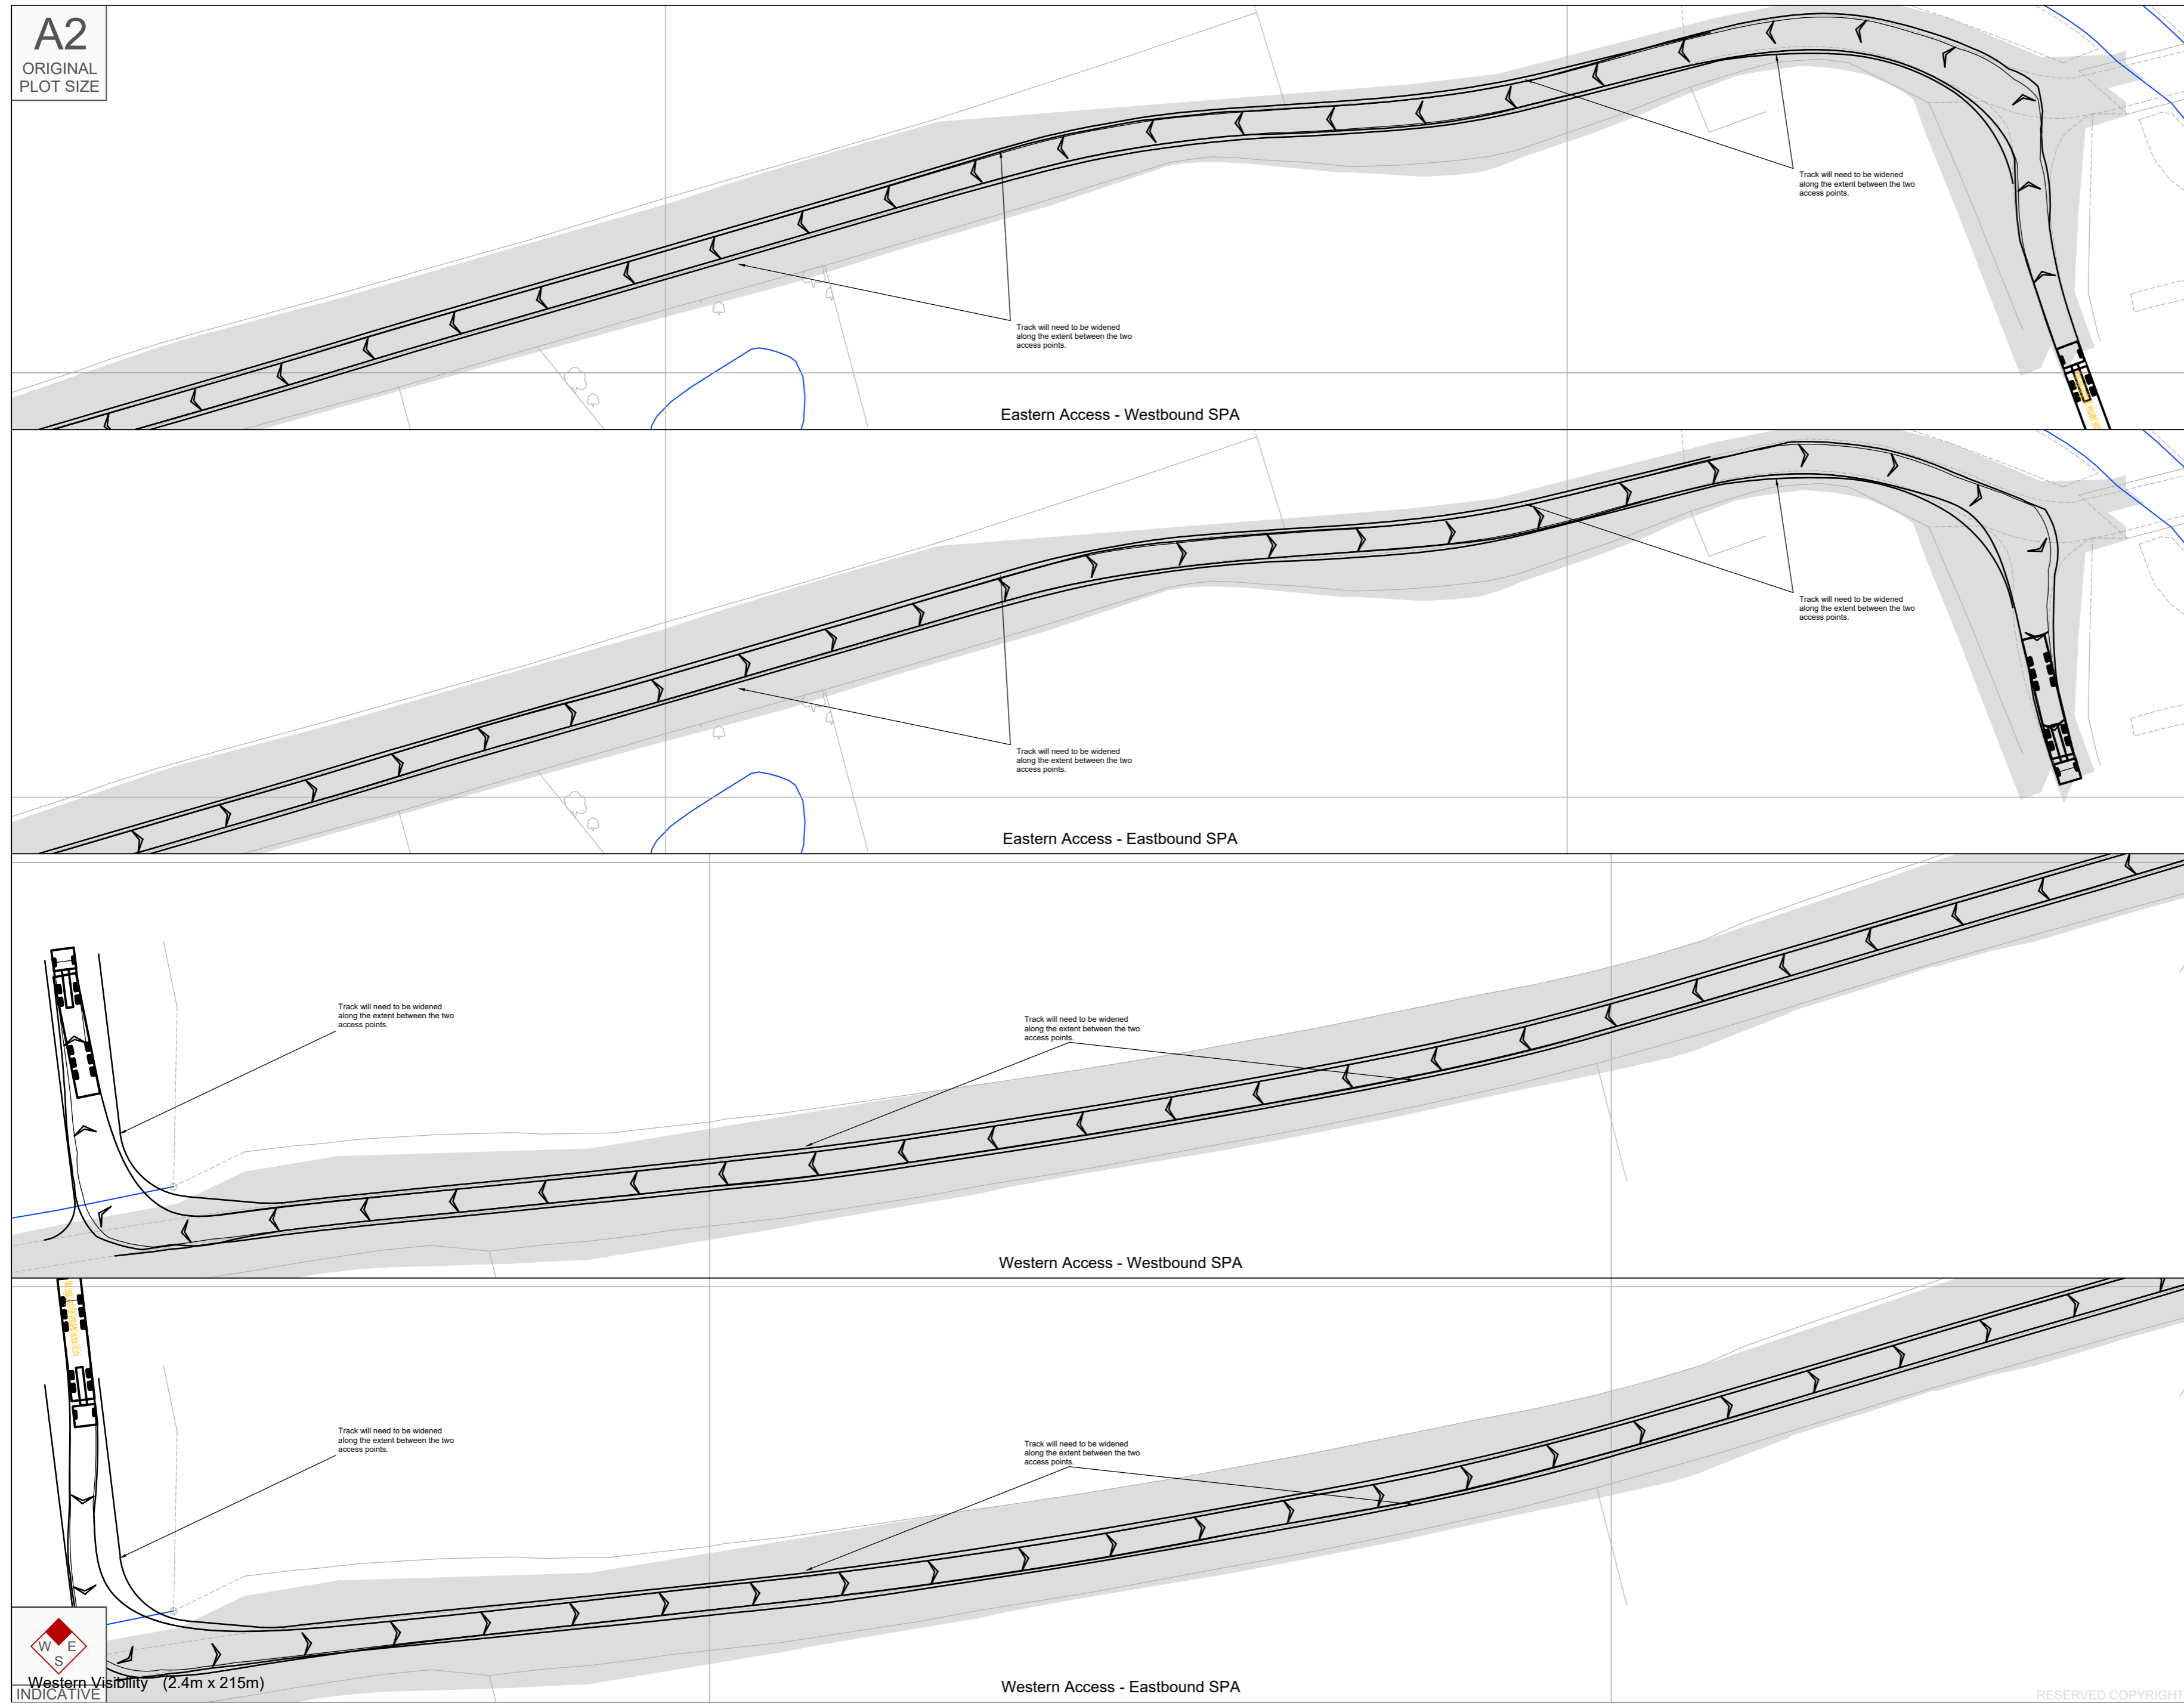 A2
ORIGINAL
PLOT SIZE
Track will need to be widened
along the extent between the two
access points.
Track will need to be widened
along the extent between the two
access points.
Eastern Access - Westbound SPA
Track will need to be widened
along the extent between the two
access points.
Track will need to be widened
along the extent between the two
access points.
Eastern Access - Eastbound SPA
Track will need to be widened
along the extent between the two
access points.
Track will need to be widened
along the extent between the two
access points.
Western Access - Westbound SPA
Track will need to be widened
along the extent between the two
access points.
Track will need to be widened
along the extent between the two
access points.
W E
S
Western Visibility (2.4m x 215m)
INDICATIVE
Western Access - Eastbound SPA
RESERVED COPYRIGHT